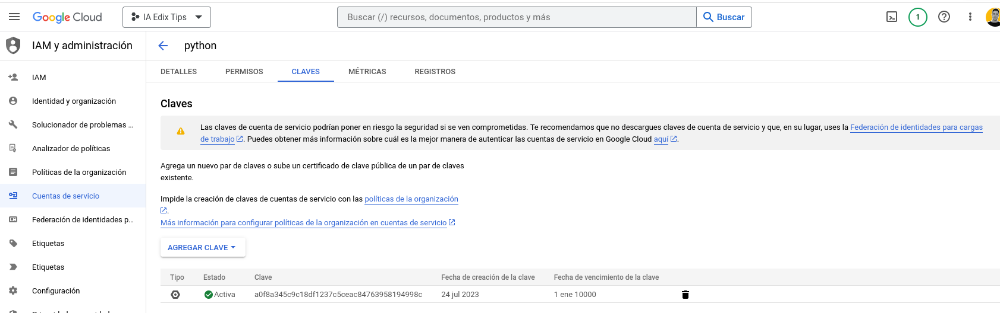 Google Cloud
IA Edix Tips
Buscar (/) recursos, documentos, productos y más
Buscar
1
IAM y administración
python
DETALLES
PERMISOS
CLAVES
MÉTRICAS
REGISTROS
IAM
Identidad y organización
Solucionador de problemas ...
Analizador de políticas
Políticas de la organización
Cuentas de servicio
Federación de identidades p...
Etiquetas
Etiquetas
Configuración
Claves
Las claves de cuenta de servicio podrían poner en riesgo la seguridad si se ven comprometidas. Te recomendamos que no descargues claves de cuenta de servicio y que, en su lugar, uses la Federación de identidades para cargas
de trabajo. Puedes obtener más información sobre cuál es la mejor manera de autenticar las cuentas de servicio en Google Cloud aquí.
Agrega un nuevo par de claves o sube un certificado de clave pública de un par de claves
existente.
Impide la creación de claves de cuentas de servicio con las políticas de la organización
.
Más información para configurar políticas de la organización en cuentas de servicio
AGREGAR CLAVE
Tipo Estado Clave Fecha de creación de la clave Fecha de vencimiento de la clave
Activa a0f8a345c9c18df1237c5ceac84763958194998c 24 jul 2023 1 ene 10000